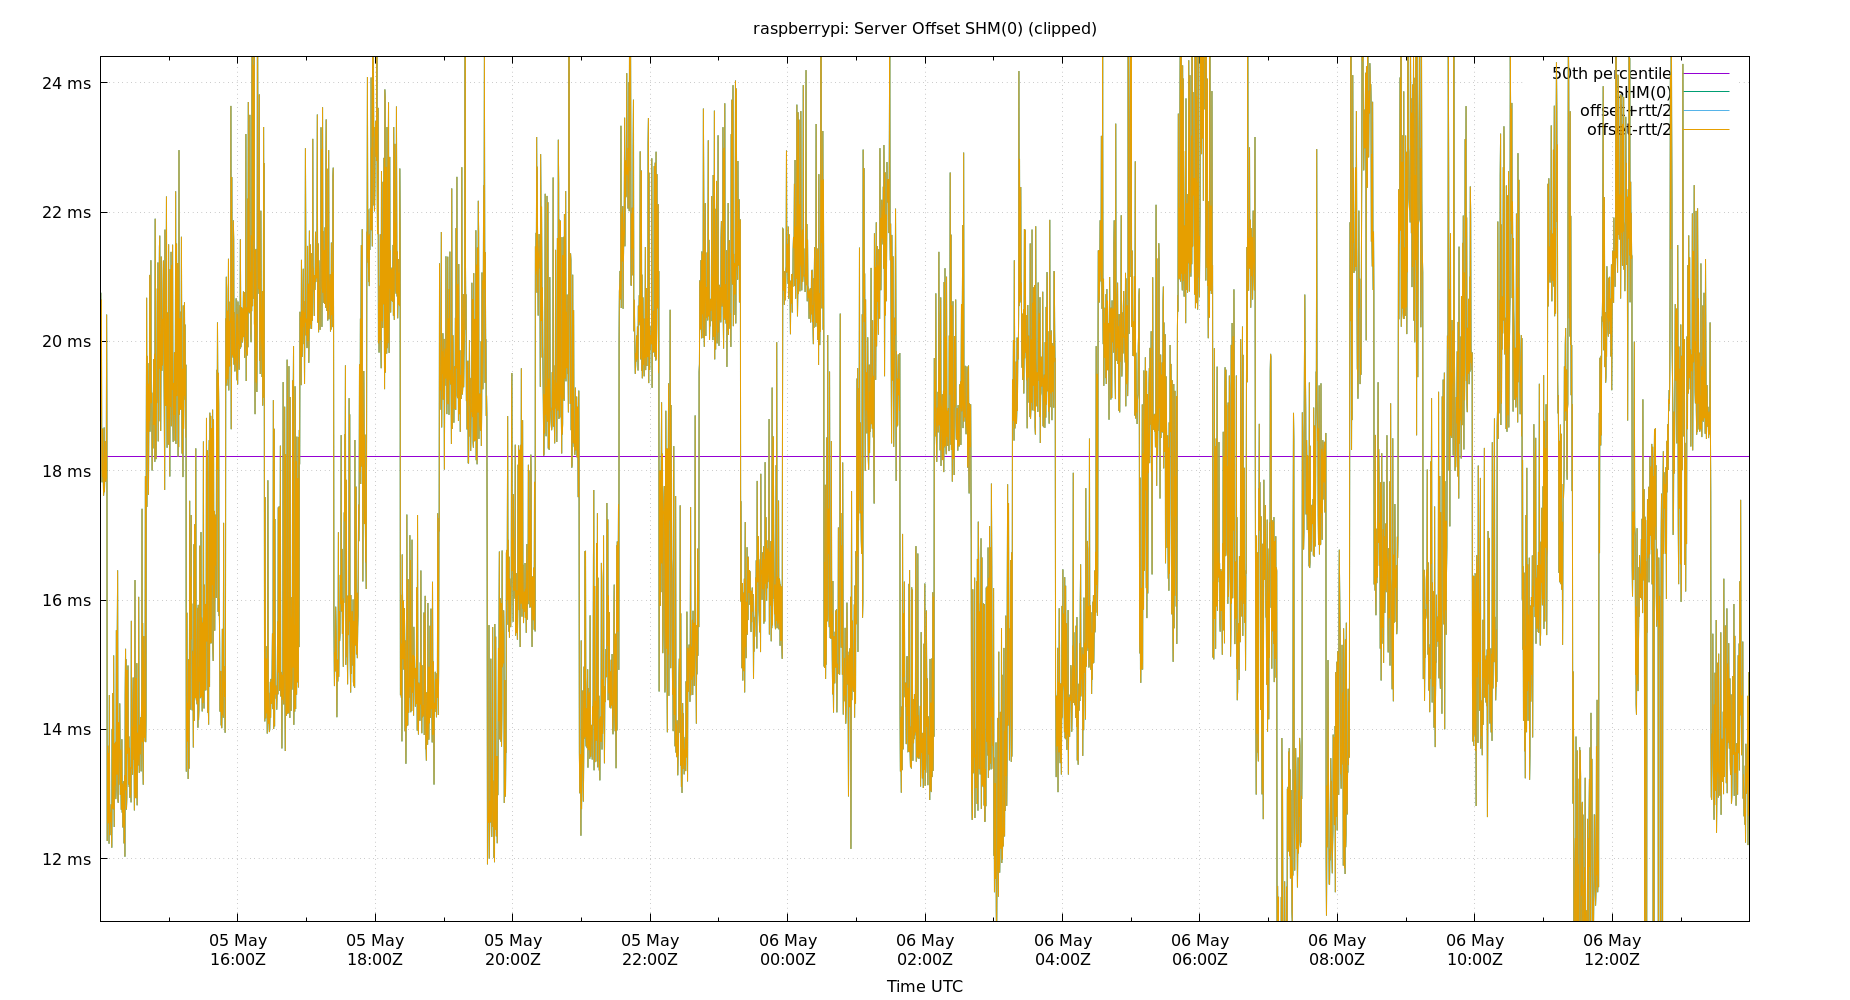 raspberrypi: Server Offset SHM(0) (clipped)
24 ms
22 ms
20 ms
18 ms
16 ms
14 ms
12 ms
50th percentile
SHM(0)
offset+rtt/2
offset-rtt/2
05 May
16:00Z
05 May
18:00Z
05 May
20:00Z
05 May
22:00Z
06 May
00:00Z
06 May
02:00Z
06 May
04:00Z
06 May
06:00Z
06 May
08:00Z
06 May
10:00Z
06 May
12:00Z
Time UTC